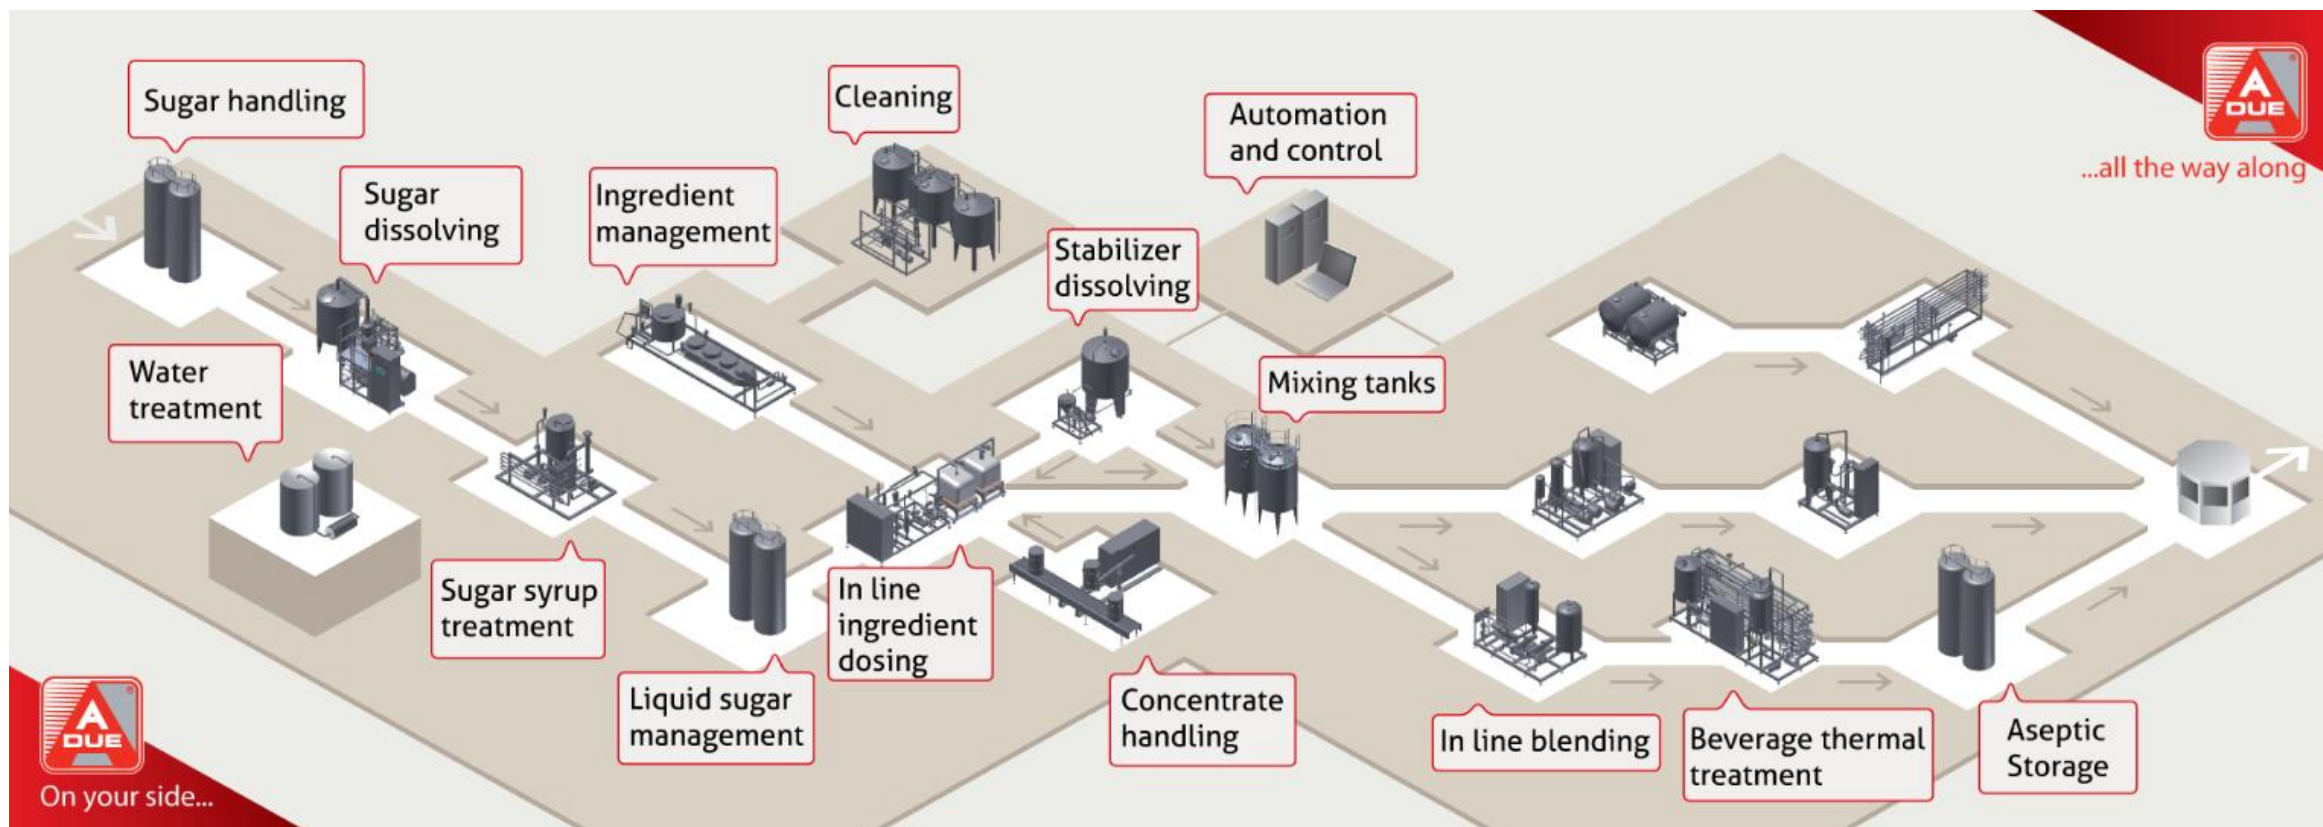 Sugar handling
Sugar
dissolving
Water
treatment
Ingredient
management
Cleaning
Automation
and control
Stabilizer
dissolving
Mixing tanks
Sugar syrup
treatment
Liquid sugar
management
In line
ingredient
dosing
Concentrate
handling
In line blending
Beverage thermal
treatment
Aseptic
Storage
A
DUE
®
...all the way along
A
DUE
®
On your side...